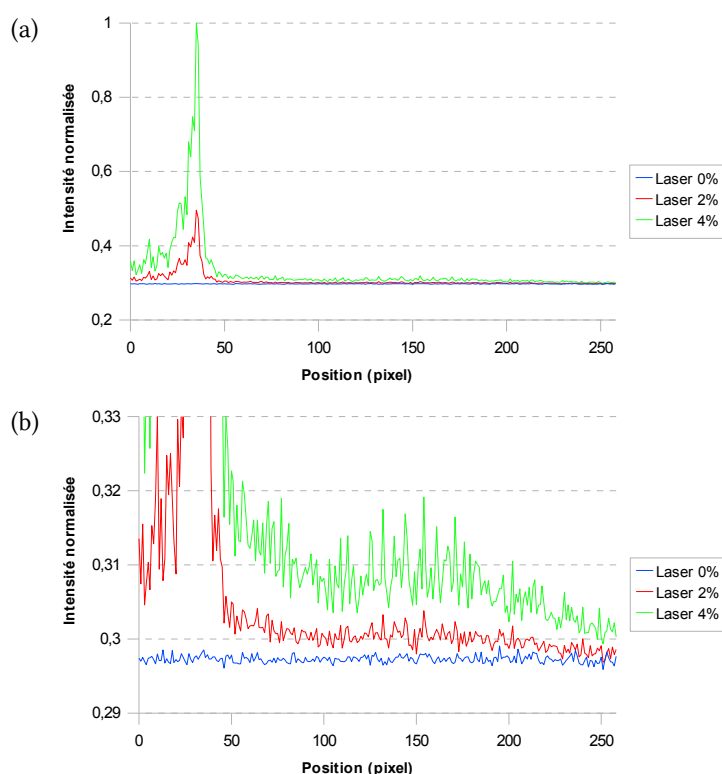 (a)
1
0,8
0,6
0,4
0,2
Intensité normalisée
0 50 100 150 200 250
Position (pixel)
Laser 0%
Laser 2%
Laser 4%
(b)
0,33
0,32
0,31
0,3
0,29
Intensité normalisée
0 50 100 150 200 250
Position (pixel)
Laser 0%
Laser 2%
Laser 4%